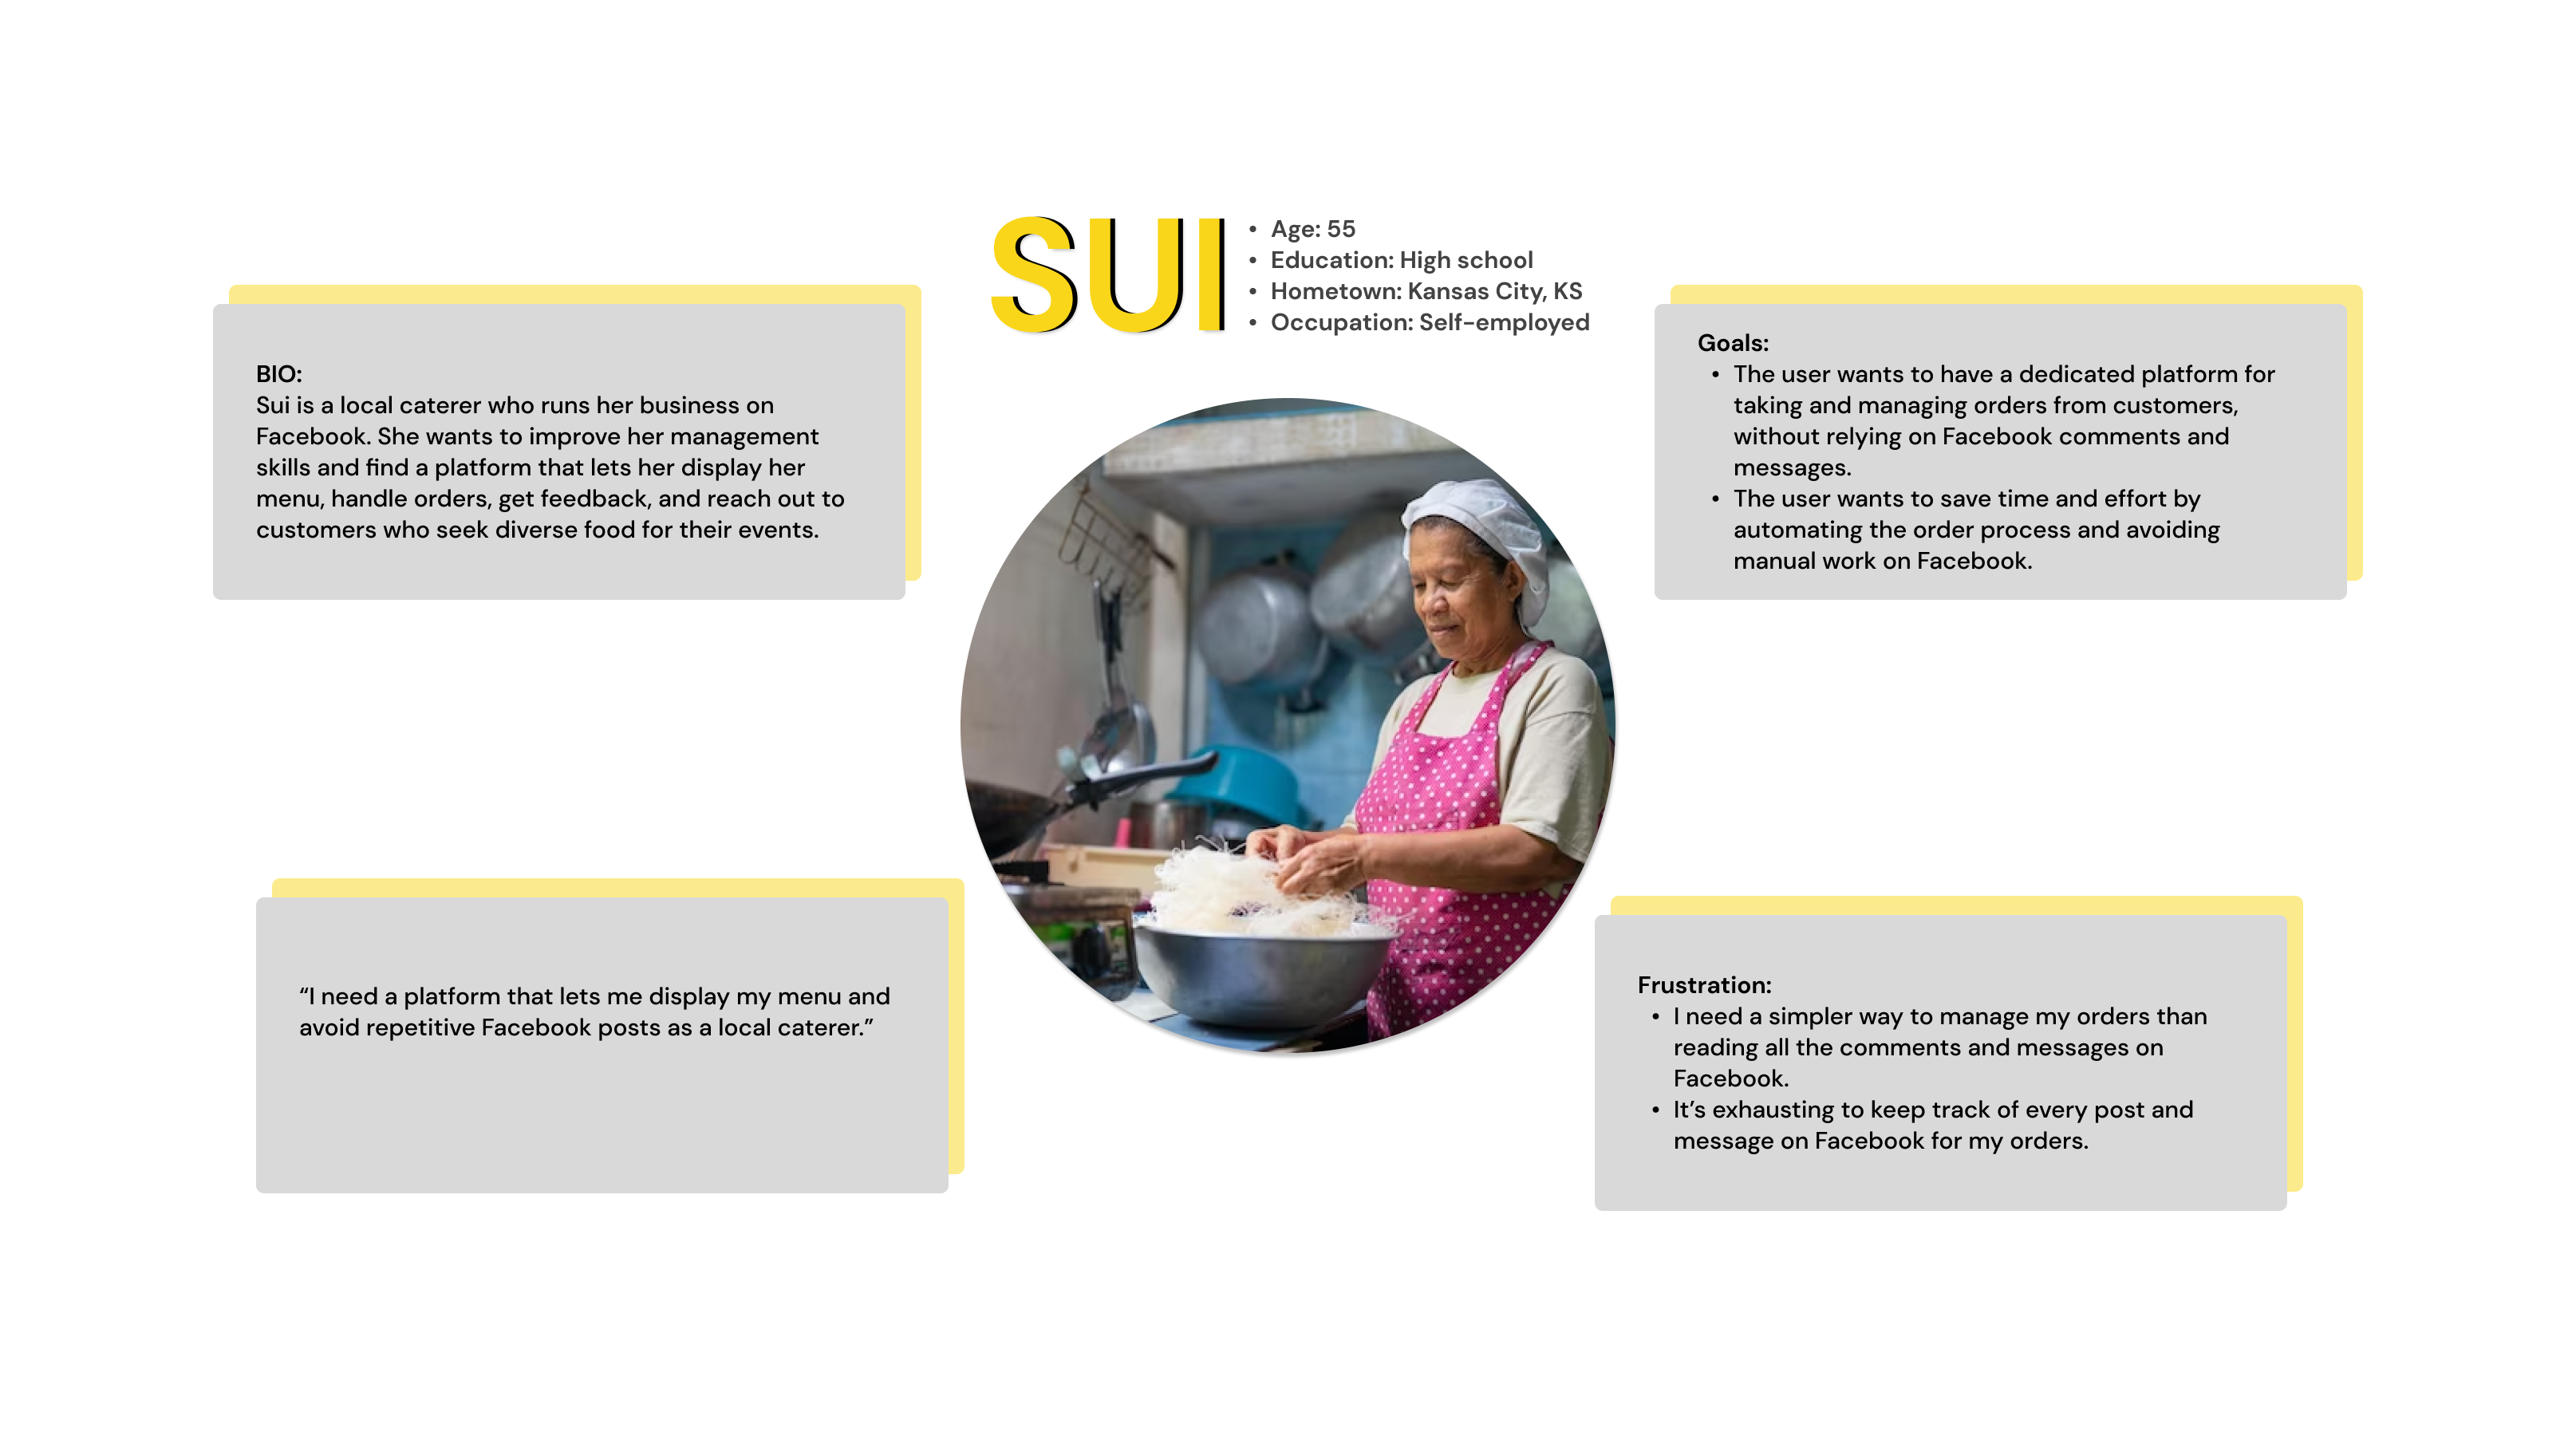 SUI
• Age: 55
• Education: High school
• Hometown: Kansas City, KS
• Occupation: Self-employed
BIO:
Sui is a local caterer who runs her business on
Facebook. She wants to improve her management
skills and find a platform that lets her display her
menu, handle orders, get feedback, and reach out to
customers who seek diverse food for their events.
Goals:
• The user wants to have a dedicated platform for
taking and managing orders from customers,
without relying on Facebook comments and
messages.
• The user wants to save time and effort by
automating the order process and avoiding
manual work on Facebook.
“I need a platform that lets me display my menu and
avoid repetitive Facebook posts as a local caterer.”
Frustration:
• I need a simpler way to manage my orders than
reading all the comments and messages on
Facebook.
• It’s exhausting to keep track of every post and
message on Facebook for my orders.